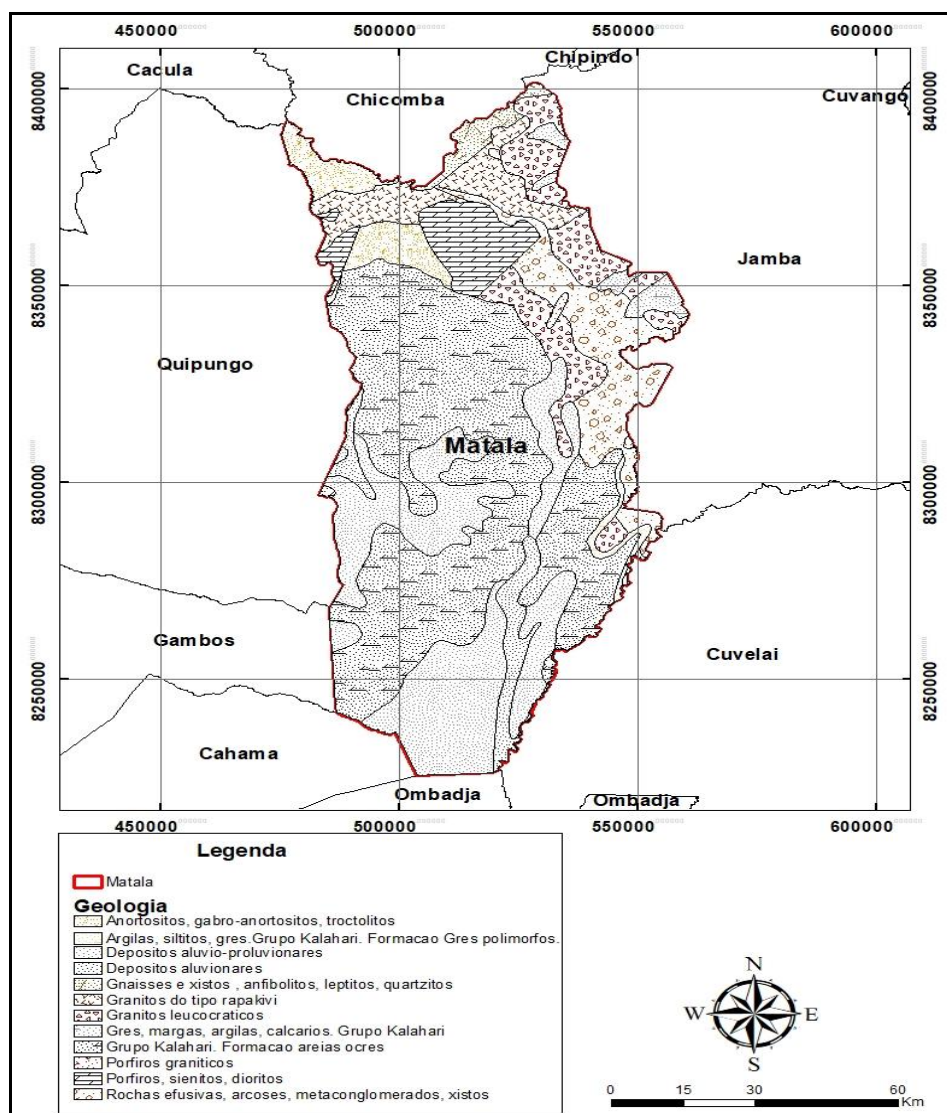 450000 500000 550000 600000
Chipindo
Cacula
Chicomba
Cuvango
8400000 8400000
Jamba
8350000 8350000
Quipungo
Matala
8300000 8300000
Gambos
Cuvelai
8250000 8250000
Cahama
Ombadja
Ombadja
450000 500000 550000 600000
Legenda
Matala
Geologia
Anortositos, gabro-anortositos, troctolitos
Argilas, siltitos, gres.Grupo Kalahari. Formacao Gres polimorfos.
Depositos aluvio-proluvionares
Depositos aluvionares
Gnaisses e xistos , anfibolitos, leptitos, quartzitos
Granitos do tipo rapakivi
Granitos leucocraticos
Gres, margas, argilas, calcarios. Grupo Kalahari
Grupo Kalahari. Formacao areias ocres
Porfiros graniticos
Porfiros, sienitos, dioritos
Rochas efusivas, arcoses, metaconglomerados, xistos
N
W E
S
0 15 30 60
Km